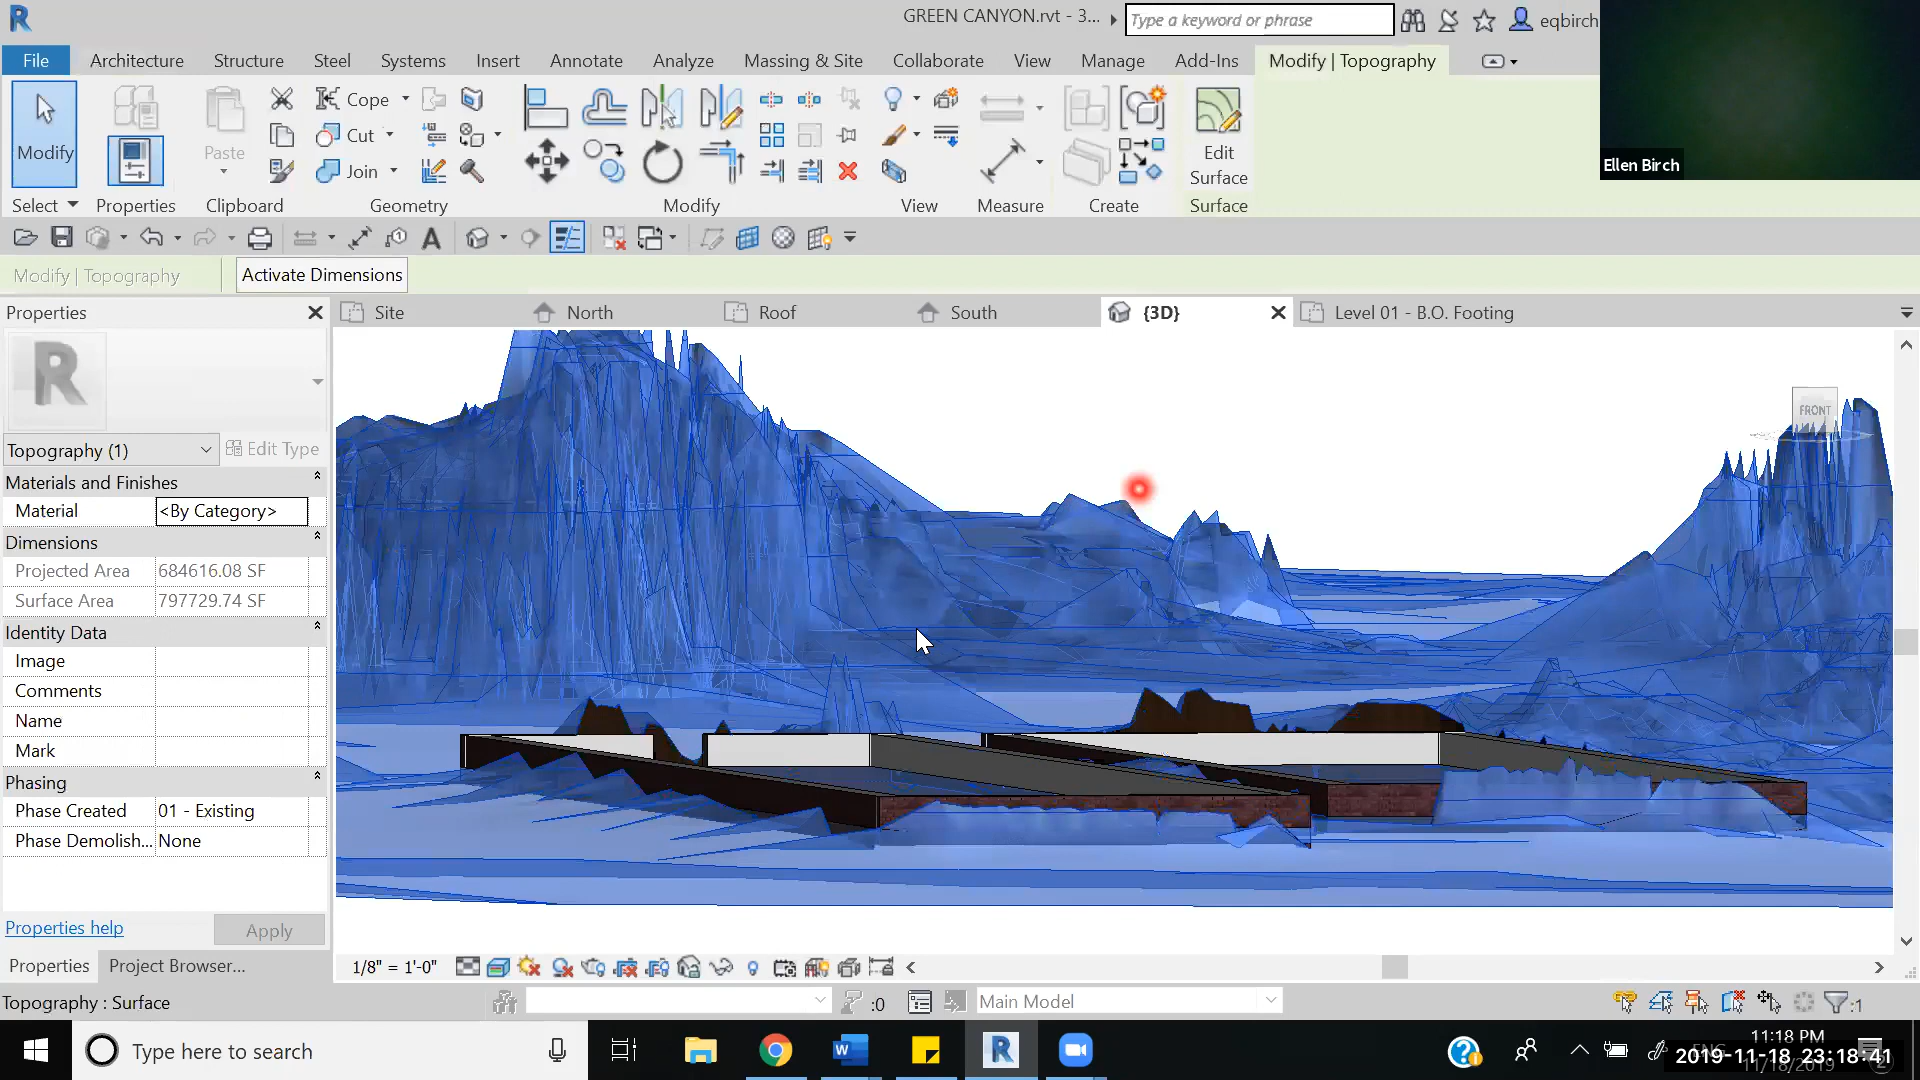 GREEN CANYON.rvt - 3...
Type a keyword or phrase
eqbirch
File
Architecture
Structure
Steel
Systems
Insert
Annotate
Analyze
Massing & Site
Collaborate
View
Manage
Add-Ins
Modify | Topography
Modify
Paste
Cope
Cut
Join
Edit
Surface
Ellen Birch
Select
Properties
Clipboard
Geometry
Modify
View
Measure
Create
Surface
Modify | Topography
Activate Dimensions
Properties
Site
North
Roof
South
{3D}
Level 01 - B.O. Footing
FRONT
Topography (1)
Edit Type
Materials and Finishes
Material <By Category>
Dimensions
Projected Area 684616.08 SF
Surface Area 797729.74 SF
Identity Data
Image
Comments
Name
Mark
Phasing
Phase Created 01 - Existing
Phase Demolish... None
Properties help
Apply
Properties
Project Browser...
1/8" = 1'-0"
Topography : Surface
:0
Main Model
:1
Type here to search
11:18 PM
2019-11-18 23:18:41
11/18/2019